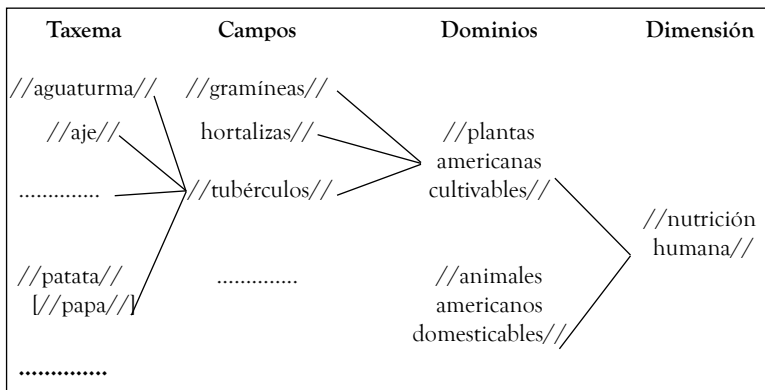 Taxema Campos Dominios Dimensión
//aguaturma// //gramíneas//
//aje// hortalizas// //plantas
americanas
.............. //tubérculos// cultivables//
//nutrición
humana//
//patata// .............. //animales
[//papa//] americanos
domesticables//
..............